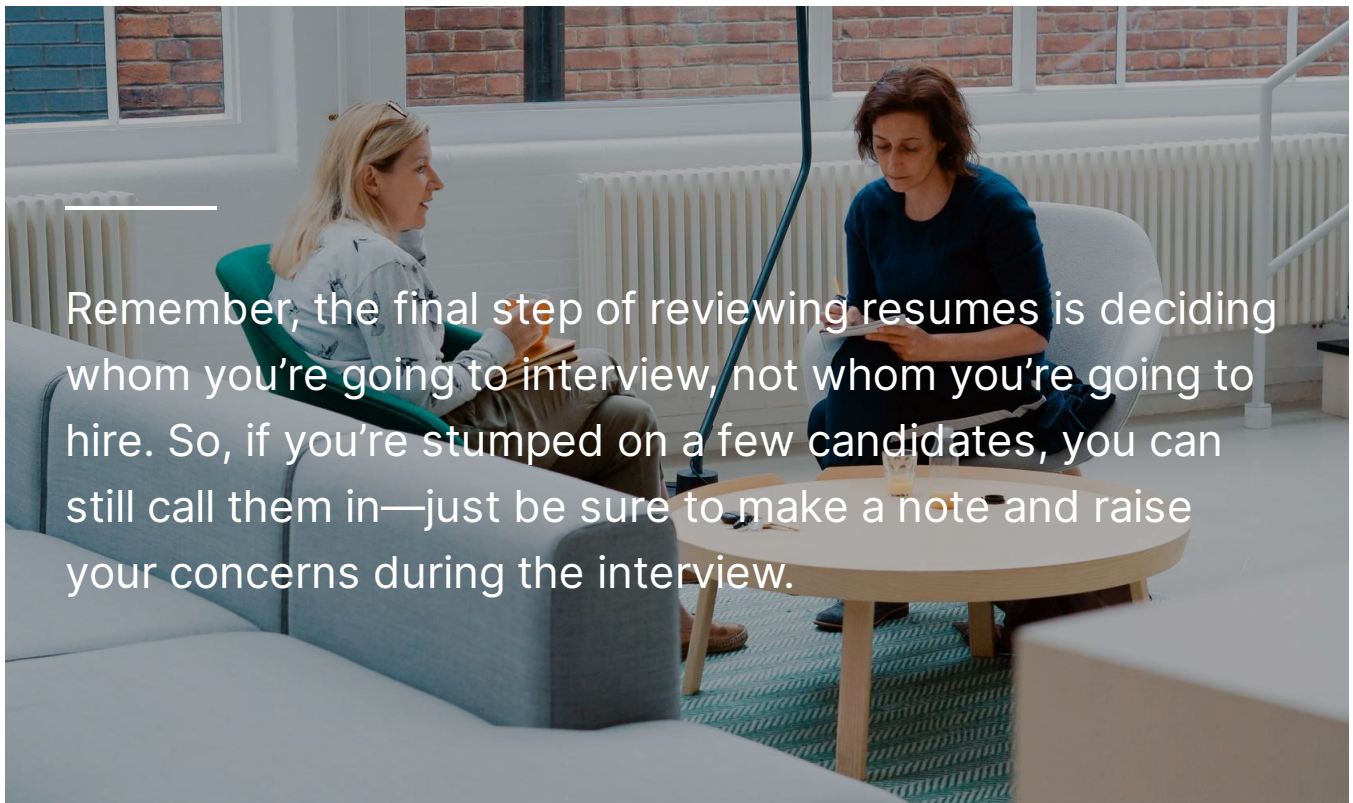 Remember, the final step of reviewing resumes is deciding
whom you’re going to interview, not whom you’re going to
hire. So, if you’re stumped on a few candidates, you can
still call them in—just be sure to make a note and raise
your concerns during the interview.